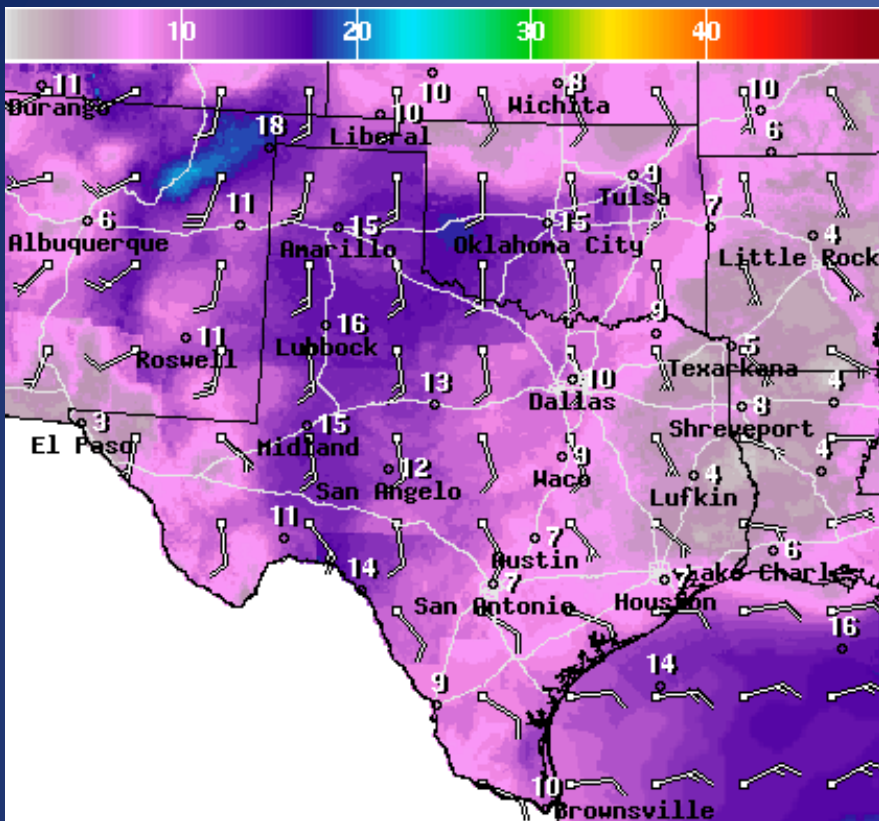 10 20 30 40
11 10 8 10
Durango Liberal Wichita
10
18 6
9
Tulsa
6 11 15 15 7 4
Albuquerque Amarillo Oklahoma City Little Rock
11 16 9 5
Roswell Lubbock Texarkana
13 10 8 4
Dallas Shreveport
3 15
El Paso Midland
12 9 4 4
San Angelo Waco Lufkin
11 7 6
Austin
14 7 7 Lake Charles
San Antonio Houston
16
14
9
10
Brownsville